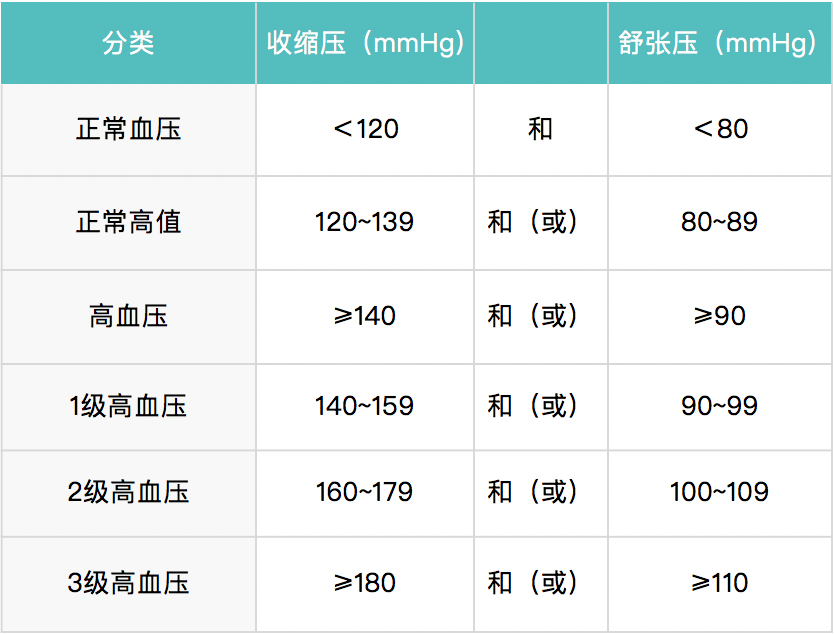 分类 收缩压（mmHg） 舒张压（mmHg）
正常血压 ＜120 和 ＜80
正常高值 120~139 和（或） 80~89
高血压 ⩾140 和（或） ⩾90
1级高血压 140~159 和（或） 90~99
2级高血压 160~179 和（或） 100~109
3级高血压 ⩾180 和（或） ⩾110